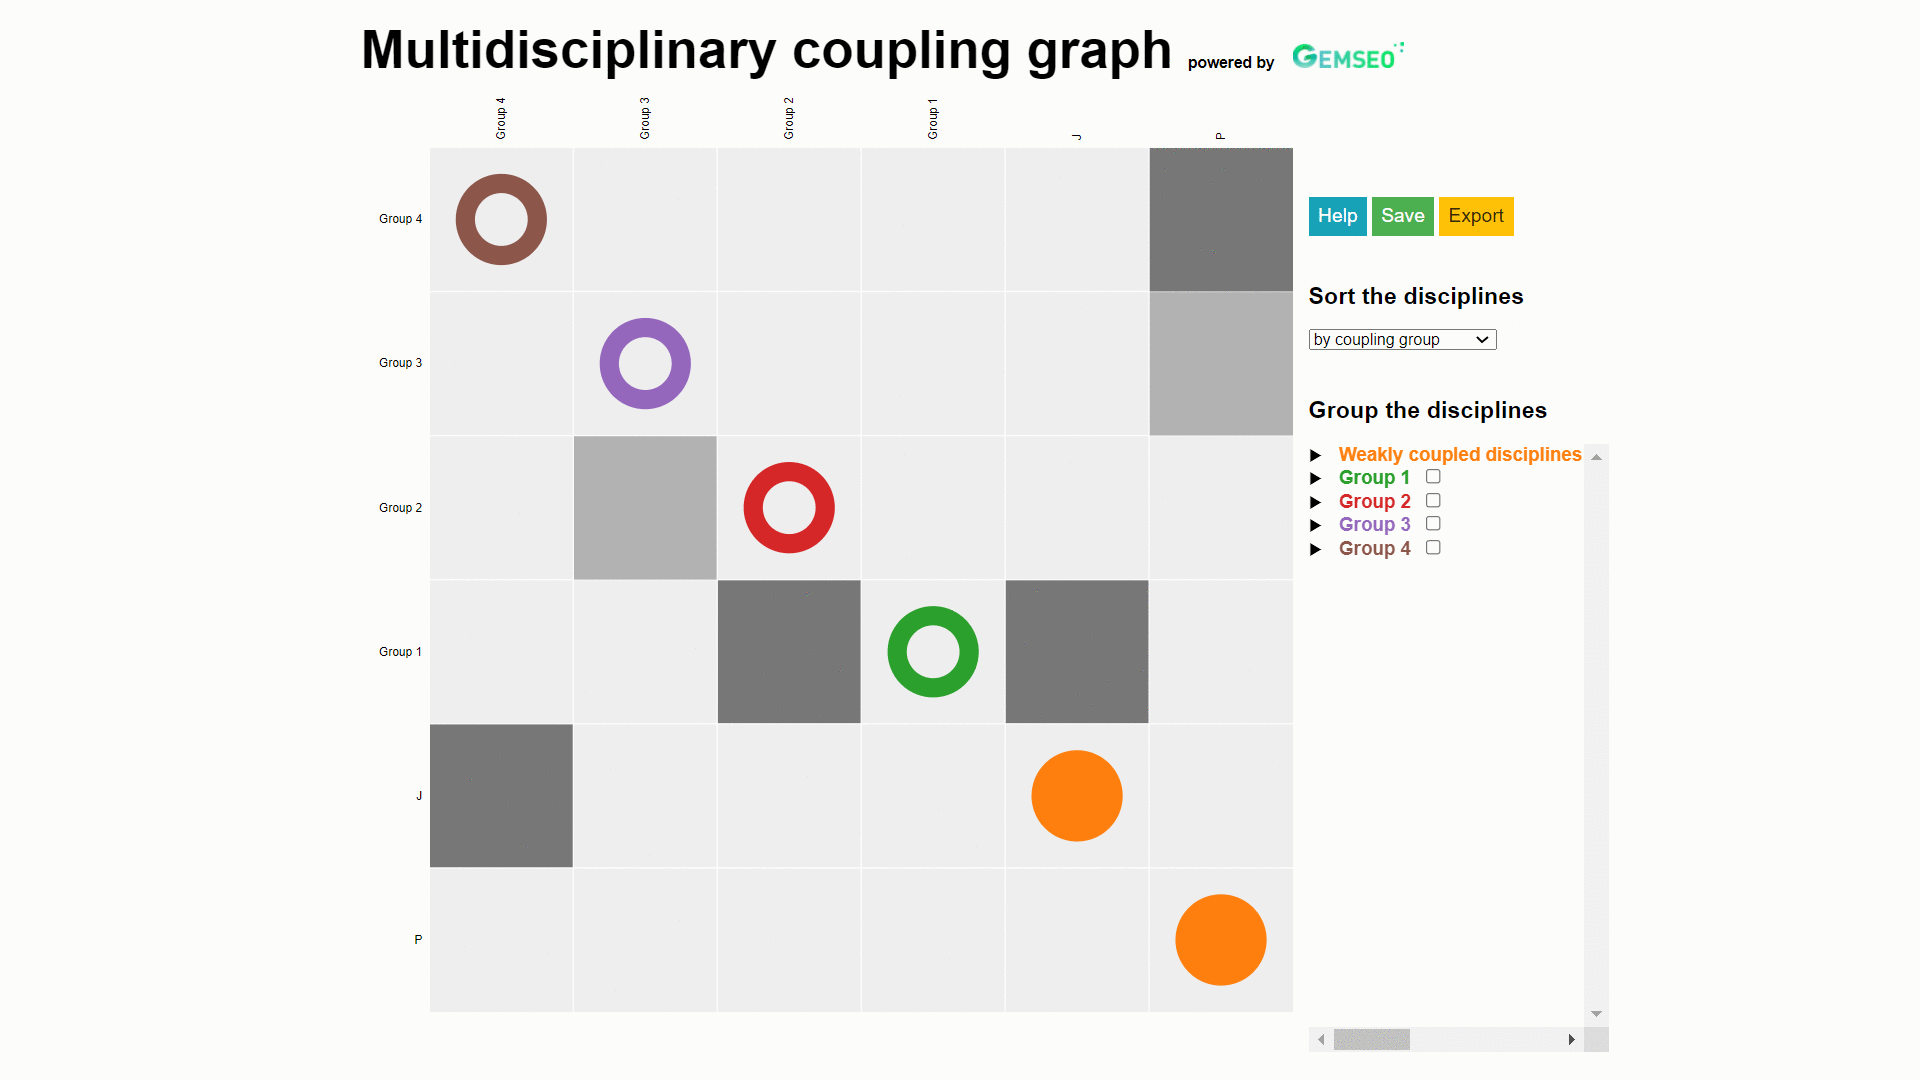 Multidisciplinary coupling graph powered by GEMSEO
Group 4 Group 3 Group 2 Group 1 J P
Group 4
Group 3
Group 2
Group 1
J
P
Help Save Export
Sort the disciplines
by coupling group
Group the disciplines
Weakly coupled disciplines
Group 1
Group 2
Group 3
Group 4